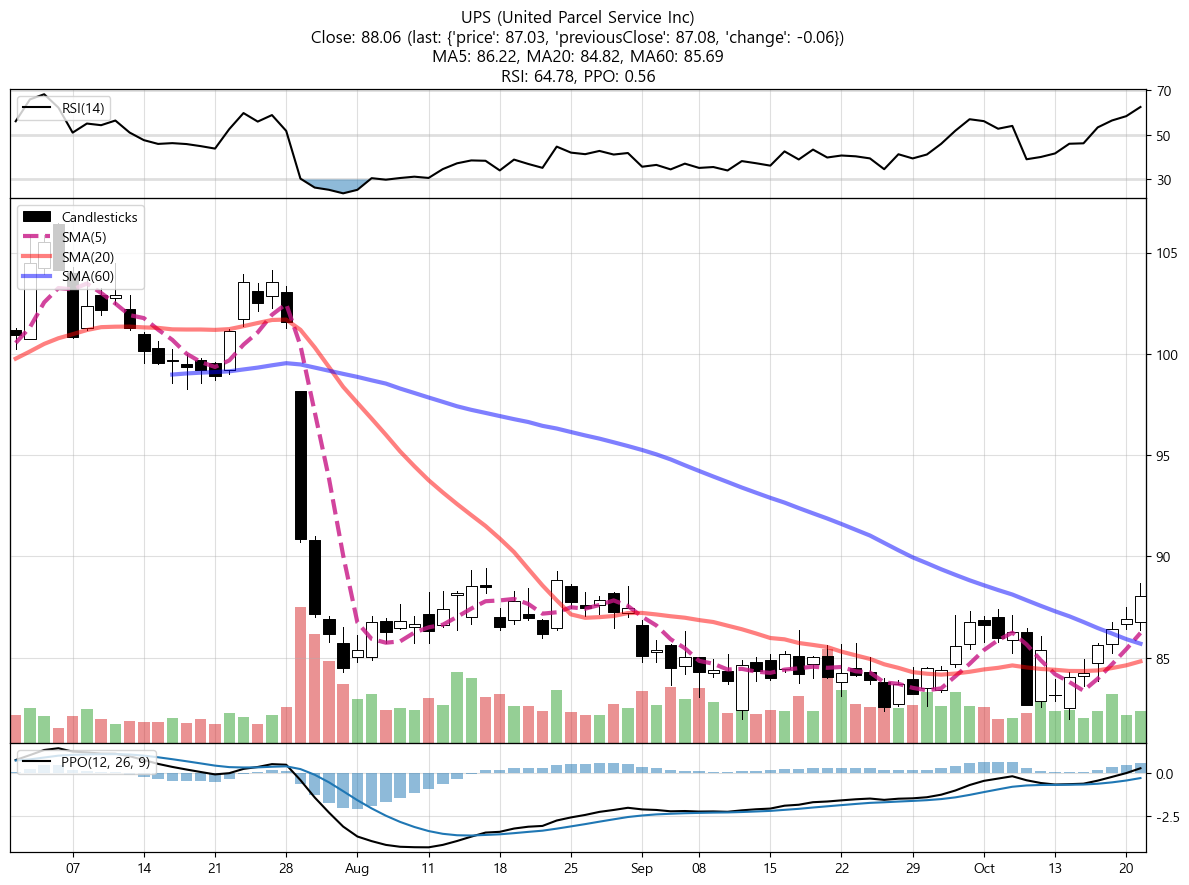 UPS (United Parcel Service Inc)
Close: 88.06 (last: {'price': 87.03, 'previousClose': 87.08, 'change': -0.06})
MA5: 86.22, MA20: 84.82, MA60: 85.69
RSI: 64.78, PPO: 0.56
RSI(14)
70
50
30
Candlesticks
SMA(5)
SMA(20)
SMA(60)
105
100
95
90
85
PPO(12, 26, 9)
0.0
-2.5
07 14 21 28 Aug 11 18 25 Sep 08 15 22 29 Oct 13 20